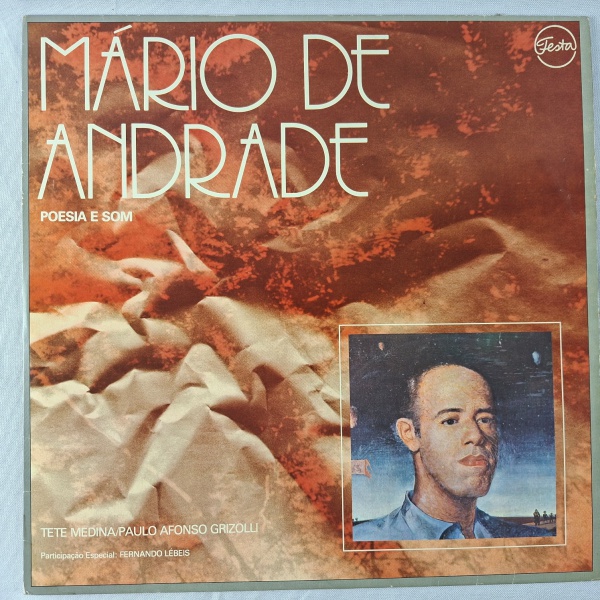 MÁRIO DE
ANDRADE
Festa
POESIA E SOM
TETE MEDINA/PAULO AFONSO GRIZOLLI
Participação Especial: FERNANDO LÉBEIS